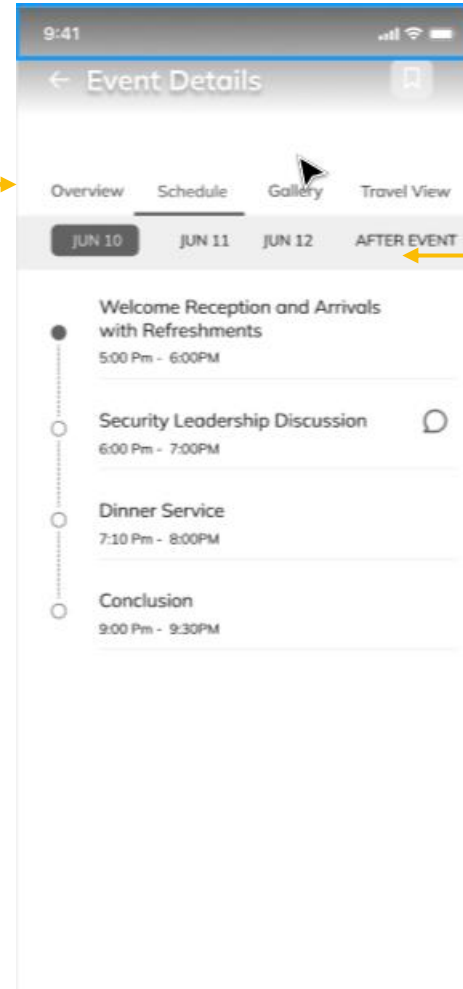 9:41
Event Details
Overview Schedule Gallery Travel View
JUN 10 JUN 11 JUN 12 AFTER EVENT
Welcome Reception and Arrivals
with Refreshments
5:00 Pm - 6:00PM
Security Leadership Discussion
6:00 Pm - 7:00PM
Dinner Service
7:10 Pm - 8:00PM
Conclusion
9:00 Pm - 9:30PM